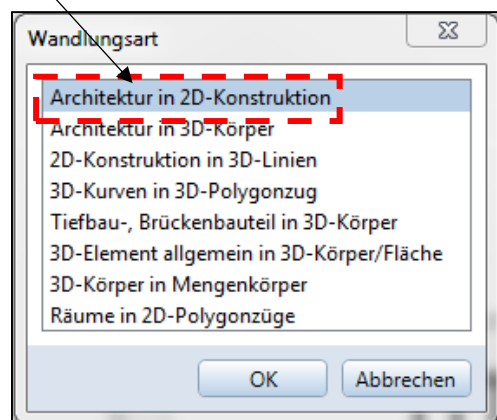 Wandlungsart
Architektur in 2D-Konstruktion
Architektur in 3D-Körper
2D-Konstruktion in 3D-Linien
3D-Kurven in 3D-Polygonzug
Tiefbau-, Brückenbauteil in 3D-Körper
3D-Element allgemein in 3D-Körper/Fläche
3D-Körper in Mengenkörper
Räume in 2D-Polygonzüge
OK Abbrechen